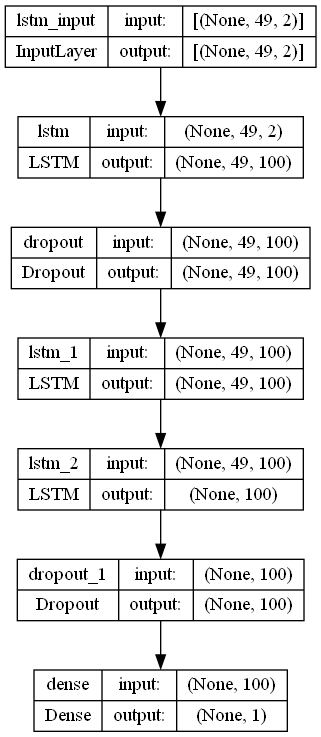 lstm_input input: [(None, 49, 2)]
InputLayer output: [(None, 49, 2)]
lstm input: (None, 49, 2)
LSTM output: (None, 49, 100)
dropout input: (None, 49, 100)
Dropout output: (None, 49, 100)
lstm_1 input: (None, 49, 100)
LSTM output: (None, 49, 100)
lstm_2 input: (None, 49, 100)
LSTM output: (None, 100)
dropout_1 input: (None, 100)
Dropout output: (None, 100)
dense input: (None, 100)
Dense output: (None, 1)